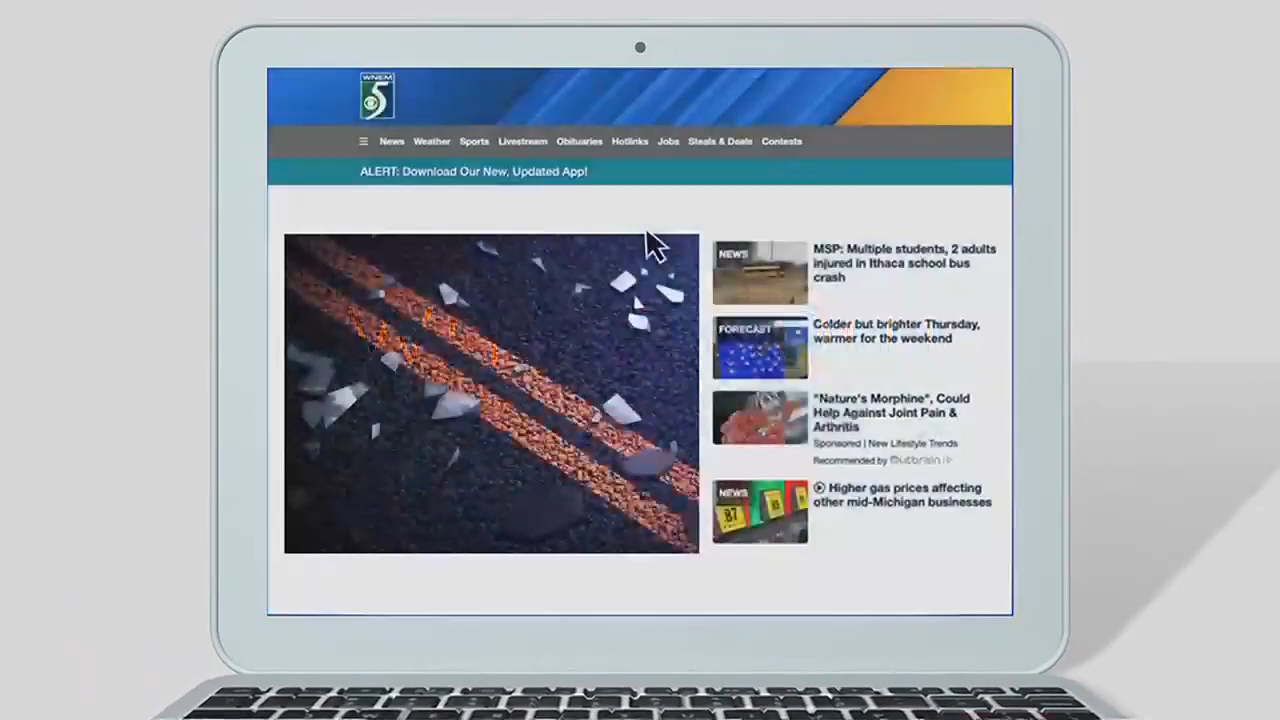 WNEM
5
☰ News Weather Sports Livestream Obituaries Hotlinks Jobs Steals & Deals Contests
ALERT: Download Our New, Updated App!
NEWS
MSP: Multiple students, 2 adults
injured in Ithaca school bus
crash
FORECAST
Colder but brighter Thursday,
warmer for the weekend
"Nature's Morphine", Could
Help Against Joint Pain &
Arthritis
Sponsored | New Lifestyle Trends
Recommended by Outbrain
NEWS
87
Higher gas prices affecting
other mid-Michigan businesses